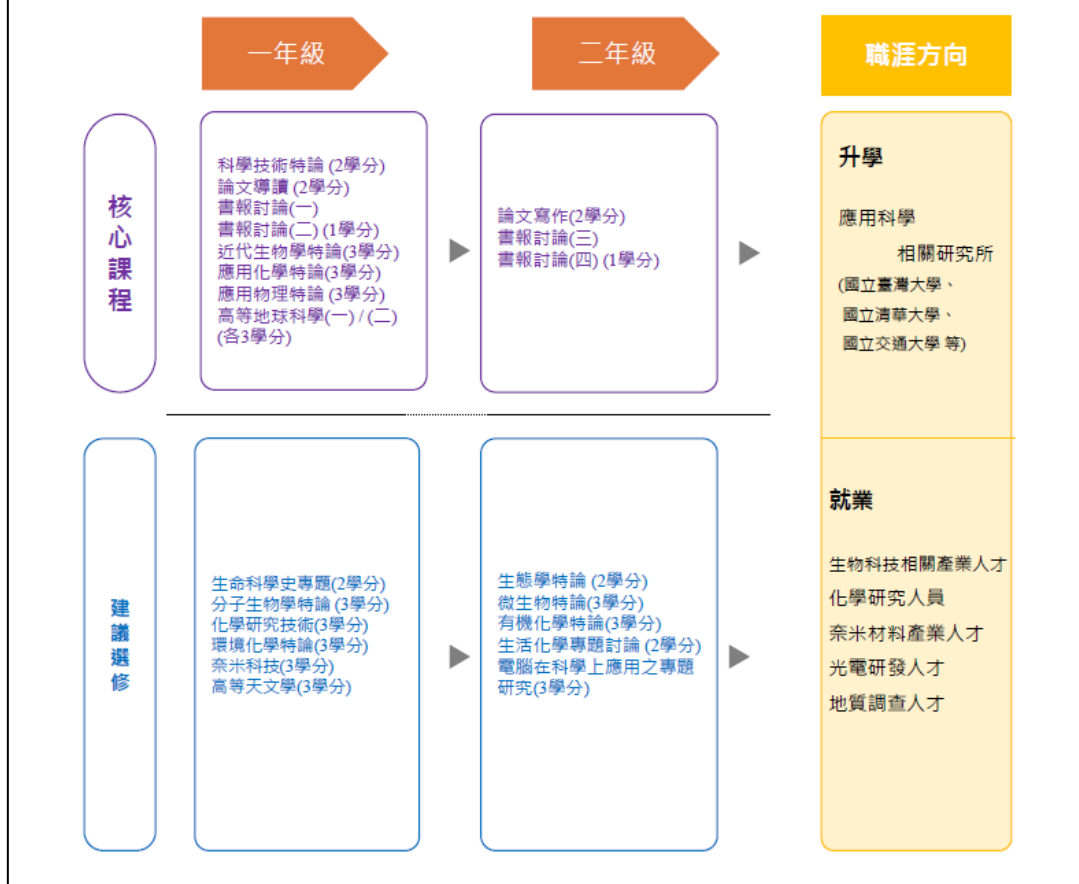 一年級
二年級
職涯方向
核心課程
科學技術特論 (2學分)
論文導讀 (2學分)
書報討論(一)
書報討論(二) (1學分)
近代生物學特論(3學分)
應用化學特論(3學分)
應用物理特論 (3學分)
高等地球科學(一) / (二)
(各3學分)
論文寫作(2學分)
書報討論(三)
書報討論(四) (1學分)
升學
應用科學
相關研究所
(國立臺灣大學、
國立清華大學、
國立交通大學 等)
建議選修
生命科學史專題(2學分)
分子生物學特論 (3學分)
化學研究技術(3學分)
環境化學特論(3學分)
奈米科技(3學分)
高等天文學(3學分)
生態學特論 (2學分)
微生物特論(3學分)
有機化學特論(3學分)
生活化學專題討論 (2學分)
電腦在科學上應用之專題
研究(3學分)
就業
生物科技相關產業人才
化學研究人員
奈米材料產業人才
光電研發人才
地質調查人才